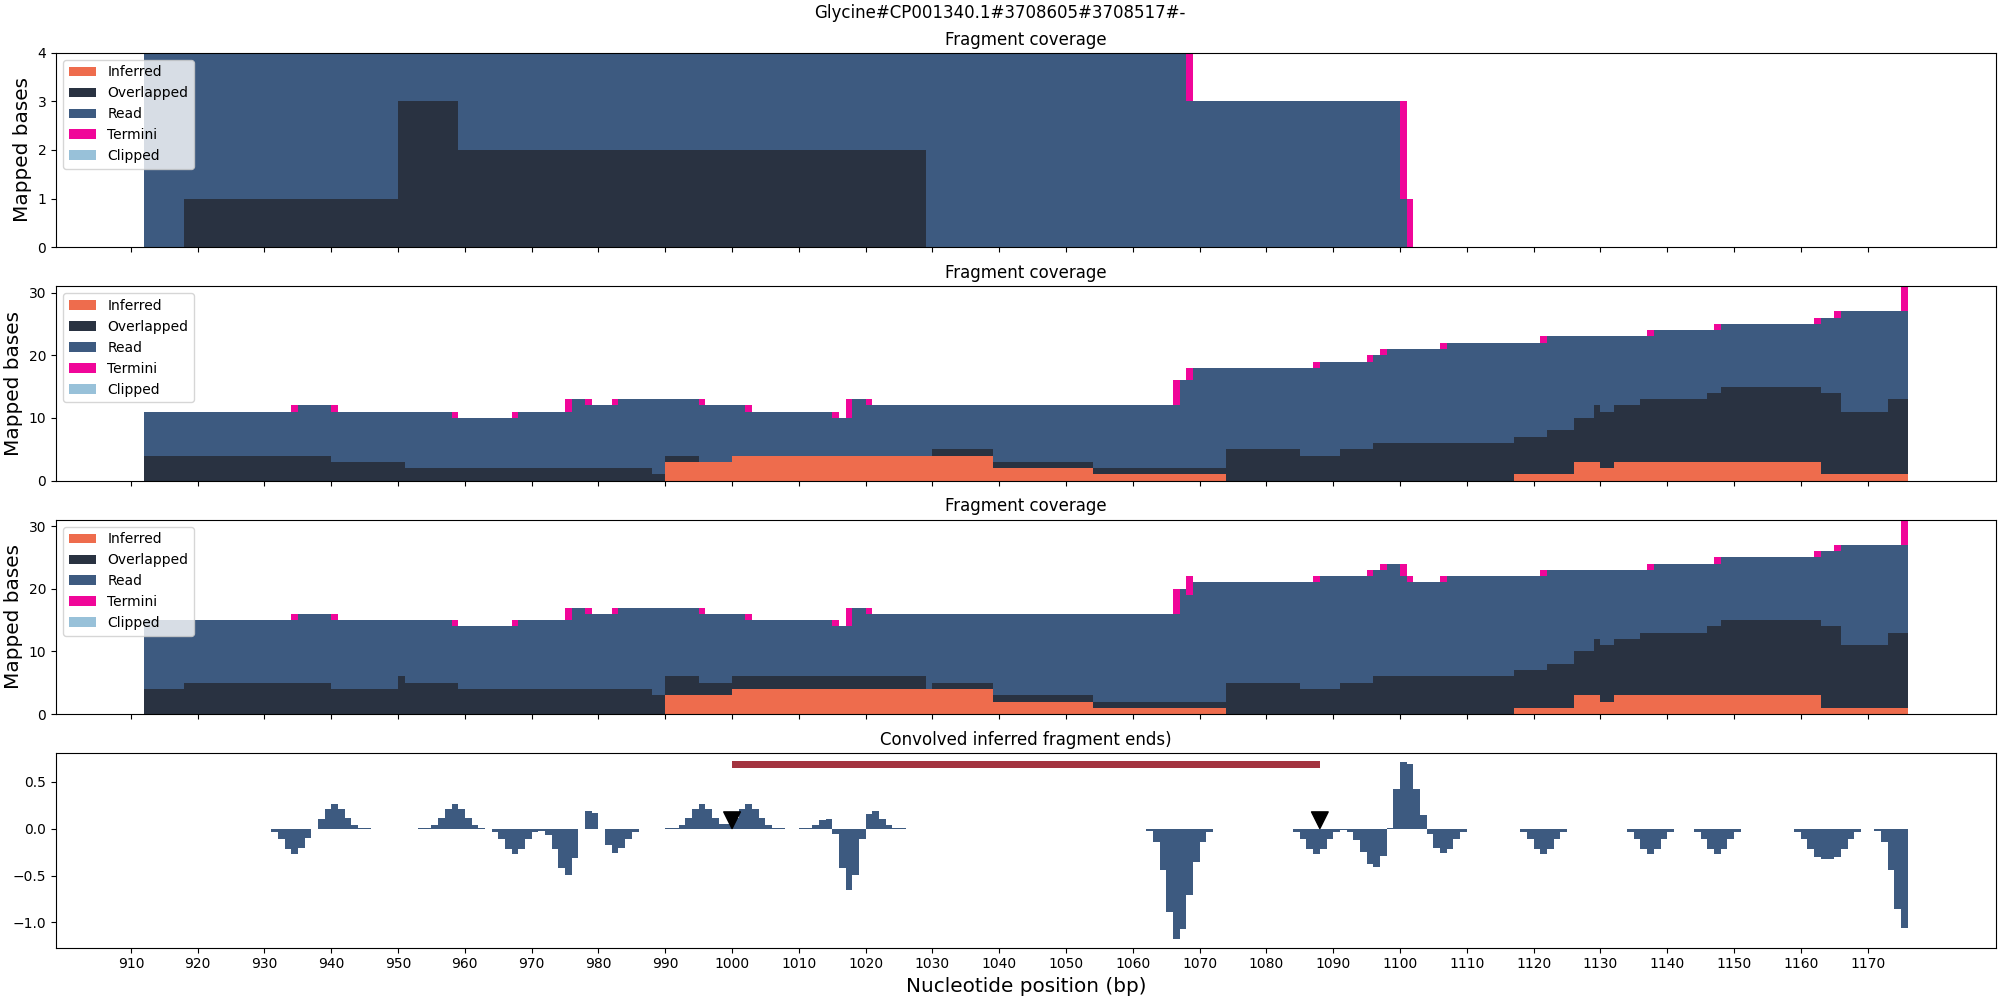 Glycine#CP001340.1#3708605#3708517#-
Fragment coverage
Mapped bases
4
3
2
1
0
Inferred
Overlapped
Read
Termini
Clipped
Fragment coverage
Mapped bases
30
20
10
0
Inferred
Overlapped
Read
Termini
Clipped
Fragment coverage
Mapped bases
30
20
10
0
Inferred
Overlapped
Read
Termini
Clipped
Convolved inferred fragment ends)
0.5
0.0
−0.5
−1.0
910 920 930 940 950 960 970 980 990 1000 1010 1020 1030 1040 1050 1060 1070 1080 1090 1100 1110 1120 1130 1140 1150 1160 1170
Nucleotide position (bp)